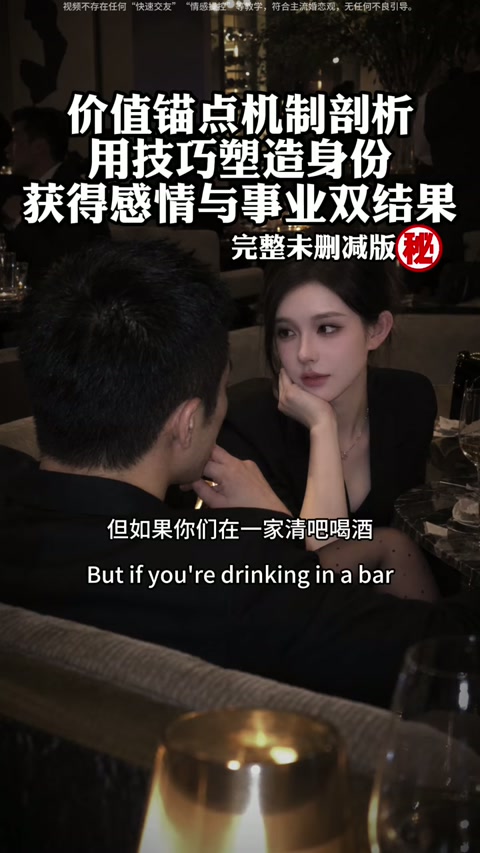 视频不存在任何“快速交友”“情感操控”等教学，符合主流婚恋观，无任何不良引导。
价值锚点机制剖析
用技巧塑造身份
获得感情与事业双结果
完整未删减版 秘
但如果你们在一家清吧喝酒
But if you're drinking in a bar